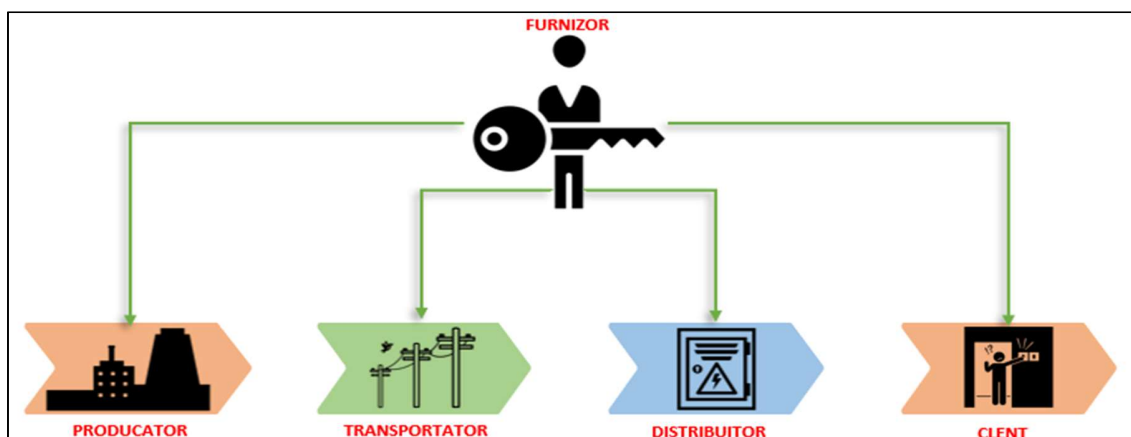 FURNIZOR
PRODUCATOR
TRANSPORTATOR
DISTRIBUITOR
CLENT